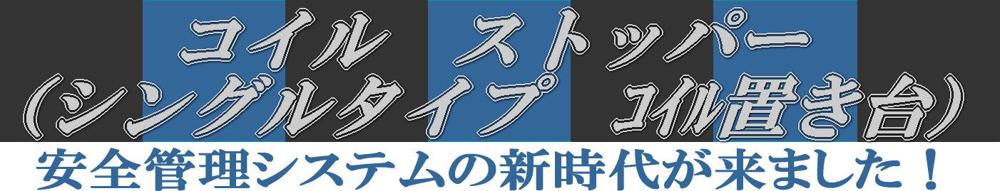 コイル　ストッパー
（シングルタイプ　ｺｲﾙ置き台）
安全管理システムの新時代が来ました！